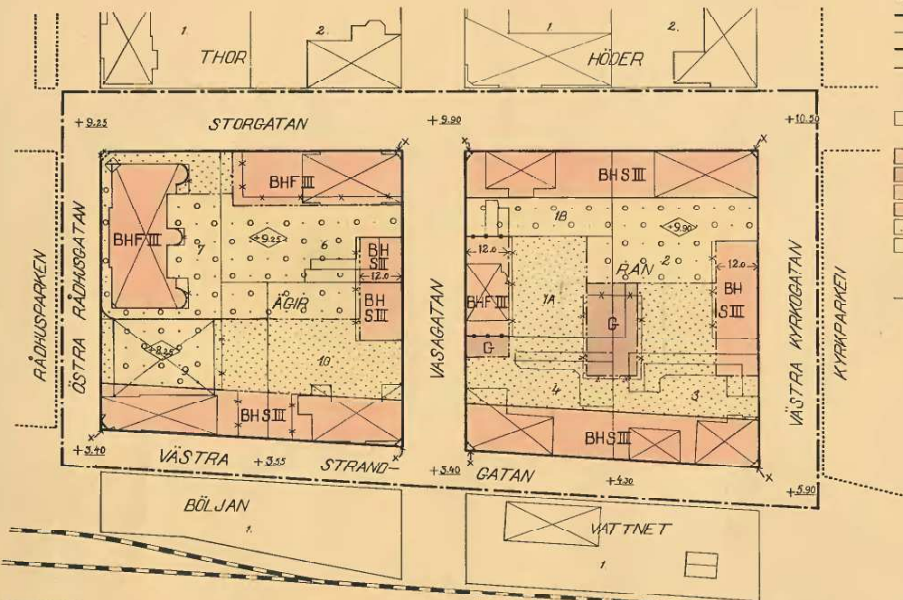 1.
2.
1.
2.
THOR
HÖDER
+9.25
STORGATAN
+9.90
+10.50
BHF III
BHS III
1B
BHF III
7
+9.25
6
BH
S III
12.0
12.0
+9.90
2
12.0
RÅDHUSPARKEN
ÖSTRA RÅDHUSGATAN
ÄGIR
BH
S III
VASAGATAN
BHF III
1A
RAN
G
BH
S III
VÄSTRA KYRKOGATAN
KYRKPARKEN
+8.25
9
10
G
4
3
BHS III
BHS III
+3.40
VÄSTRA
+3.55
STRAND-
+3.40
GATAN
+4.30
+5.90
BÖLJAN
1.
VATTNET
1